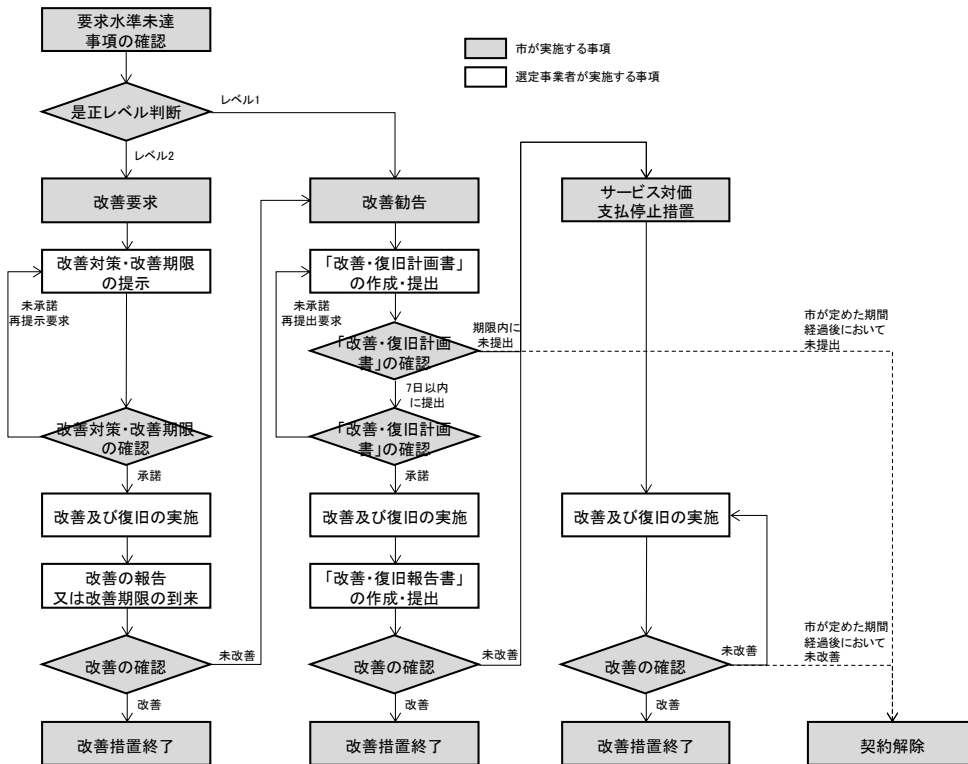 要求水準未達
事項の確認
市が実施する事項
選定事業者が実施する事項
是正レベル判断
レベル1
レベル2
改善要求
改善対策・改善期限
の提示
未承諾
再提示要求
改善対策・改善期限
の確認
承諾
改善及び復旧の実施
改善の報告
又は改善期限の到来
改善の確認
未改善
改善
改善措置終了
改善勧告
「改善・復旧計画書」
の作成・提出
未承諾
再提出要求
期限内に
未提出
「改善・復旧計画
書」の確認
7日以内
に提出
「改善・復旧計画
書」の確認
承諾
改善及び復旧の実施
「改善・復旧報告書」
の作成・提出
改善の確認
未改善
改善
改善措置終了
サービス対価
支払停止措置
改善及び復旧の実施
改善の確認
未改善
改善
改善措置終了
市が定めた期間
経過後において
未提出
市が定めた期間
経過後において
未改善
契約解除